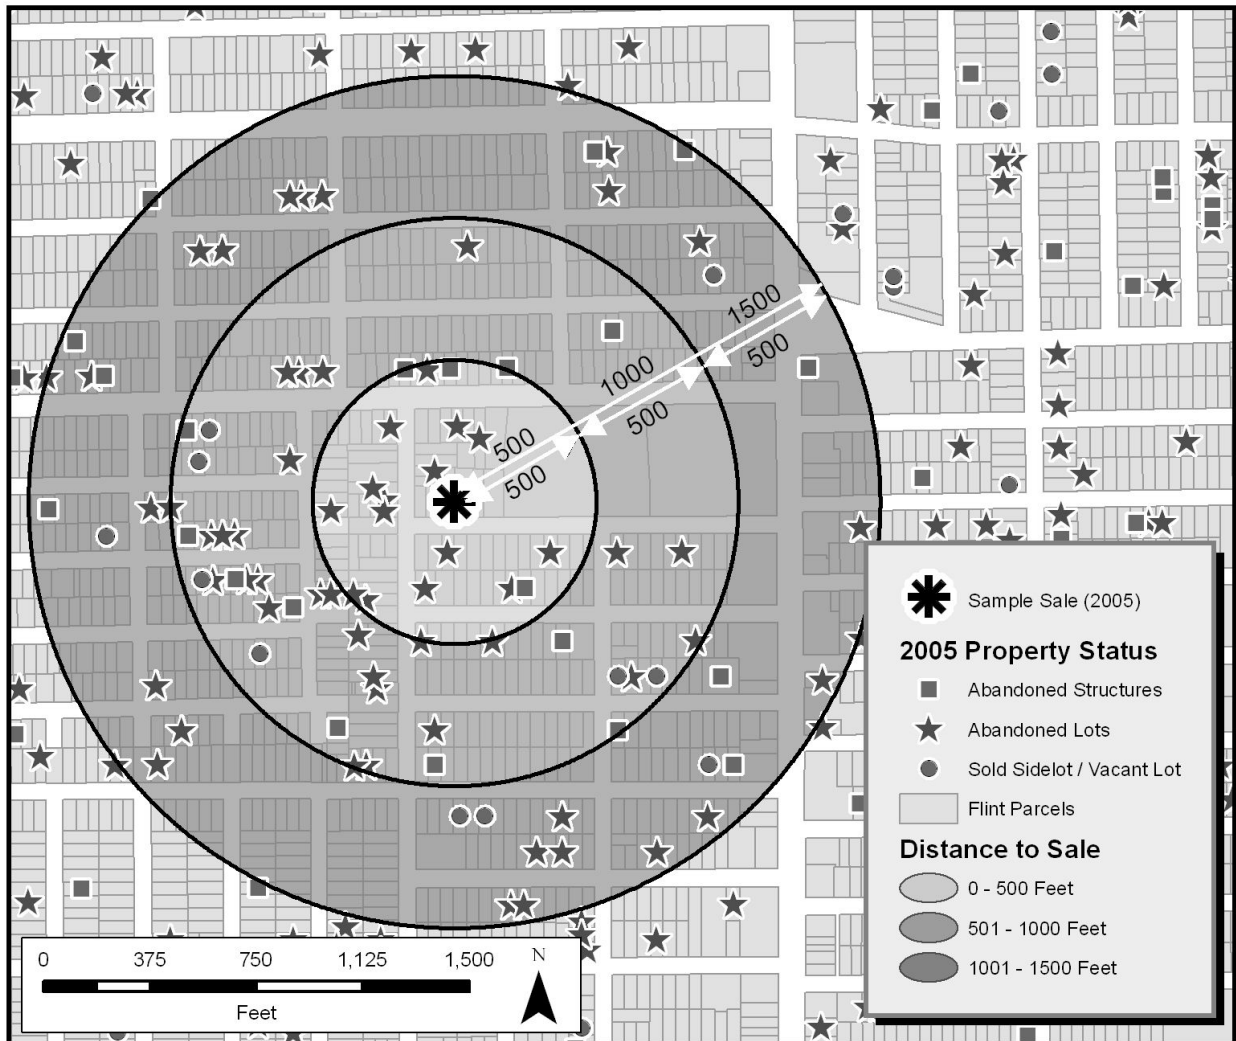 1500
500
1000
500
500
500
Sample Sale (2005)
2005 Property Status
Abandoned Structures
Abandoned Lots
Sold Sidelot / Vacant Lot
Flint Parcels
Distance to Sale
0 - 500 Feet
501 - 1000 Feet
1001 - 1500 Feet
0 375 750 1,125 1,500
Feet
N